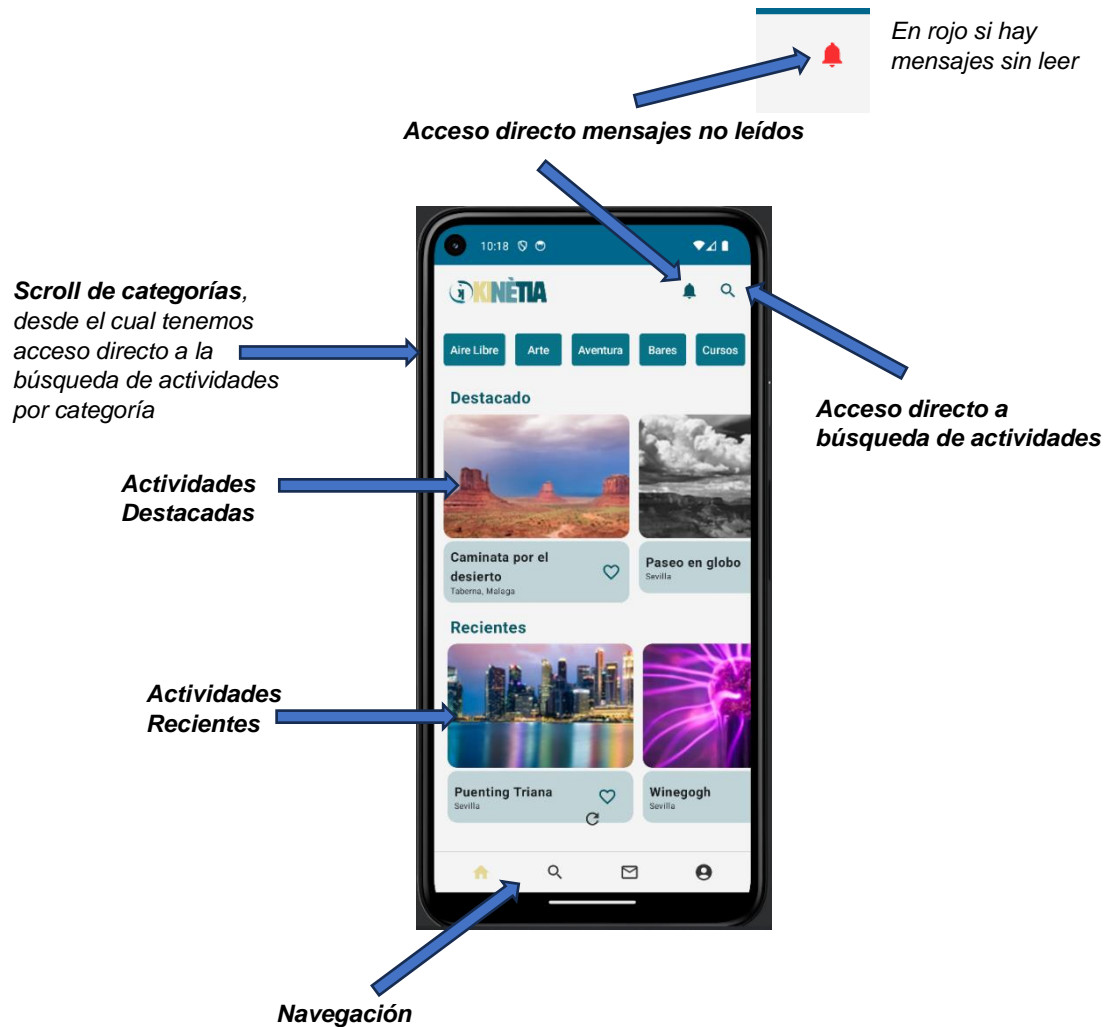 En rojo si hay
mensajes sin leer
Acceso directo mensajes no leídos
10:18
KINÈTIA
Scroll de categorías,
desde el cual tenemos
acceso directo a la
búsqueda de actividades
por categoría
Aire Libre Arte Aventura Bares Cursos
Acceso directo a
búsqueda de actividades
Destacado
Actividades
Destacadas
Caminata por el
desierto
Taberna, Malaga
Paseo en globo
Sevilla
Recientes
Actividades
Recientes
Puenting Triana
Sevilla
Winegogh
Sevilla
Navegación